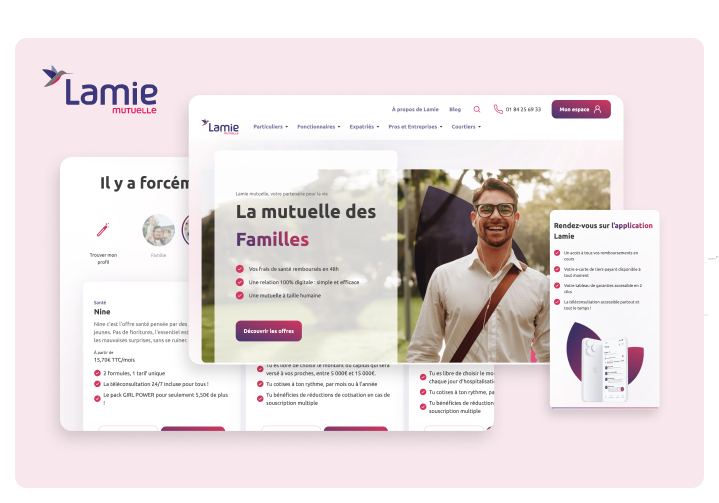 Lamie
MUTUELLE
À propos de Lamie
Blog
01 84 25 69 33
Mon espace
Lamie
MUTUELLE
Particuliers
Fonctionnaires
Expatriés
Pros et Entreprises
Courtiers
Lamie mutuelle, votre partenaire pour la vie
La mutuelle des
Familles
Vos frais de santé remboursés en 48h
Une relation 100% digitale : simple et efficace
Une mutuelle à taille humaine
Découvrir les offres
Il y a forcém
Trouver mon
profil
Famille
Santé
Nine
Nine c'est l'offre santé pensée par des
jeunes. Pas de fioritures, l'essentiel est
les mauvaises surprises, sans se ruiner.
A partir de
15,70€ TTC/mois
2 formules, 1 tarif unique
La téléconsultation 24/7 incluse pour tous !
Le pack GIRL POWER pour seulement 5,50€ de plus
!
Tu es libre de choisir le montant du capital qui sera
versé à vos proches, entre 5 000€ et 15 000€.
Tu cotises à ton rythme, par mois ou à l'année
Tu bénéficies de réductions de cotisation en cas de
souscription multiple
Tu es libre de choisir le mo
chaque jour d'hospitalisati
Tu cotises à ton rythme, pa
Tu bénéficies de réduction
souscription multiple
Rendez-vous sur l'application
Lamie
Un accès à tous vos remboursements en
cours
Votre e-carte de tiers payant disponible à
tout moment
Votre tableau de garanties accessible en 2
clics
La téléconsultation accessible partout et
tout le temps !